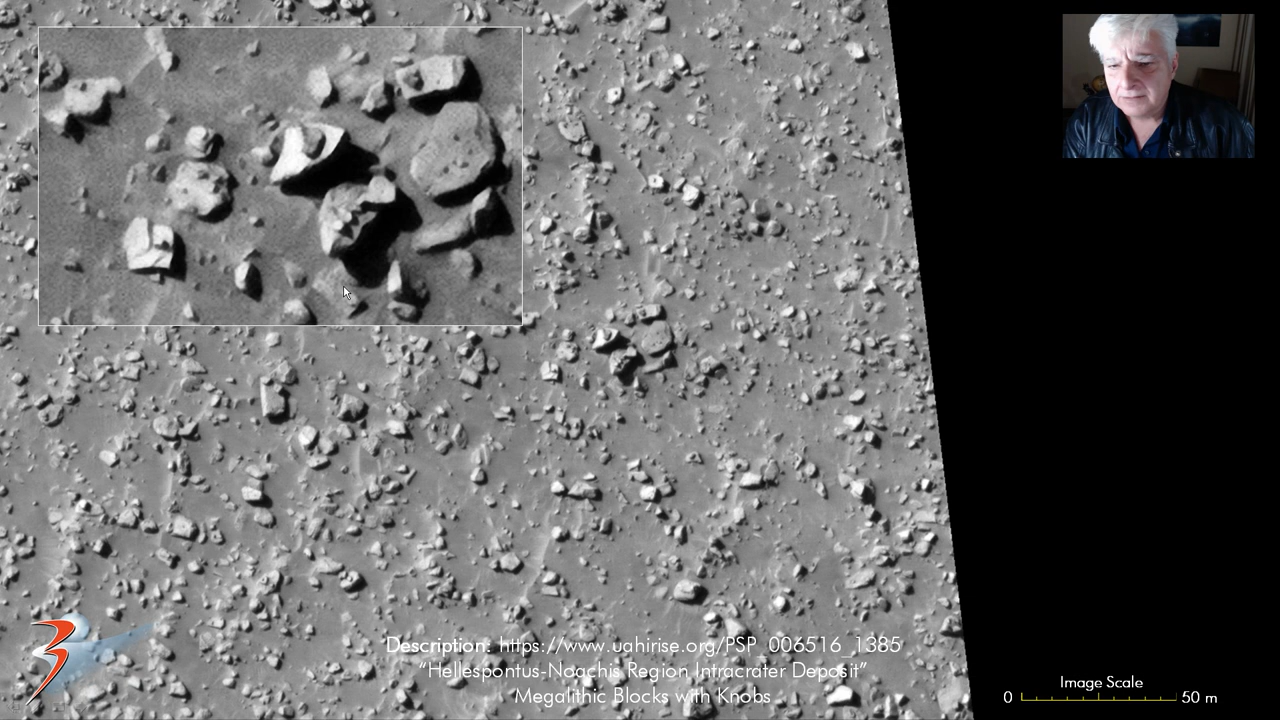 Description: https://www.uahirise.org/PSP_006516_1385
"Hellespontus-Noachis Region Intracrater Deposit"
Megalithic Blocks with Knobs
Image Scale
0 50 m